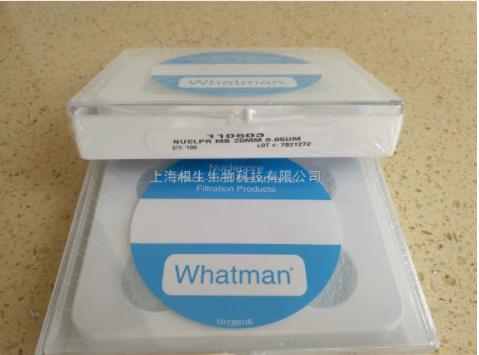 Whatman®
110603
NUCLPR MB 25MM 0.05UM
QTY: 100 LOT #: 7021272
Nuclepore
上海根生生物科技有限公司
Filtration Products
Whatman®